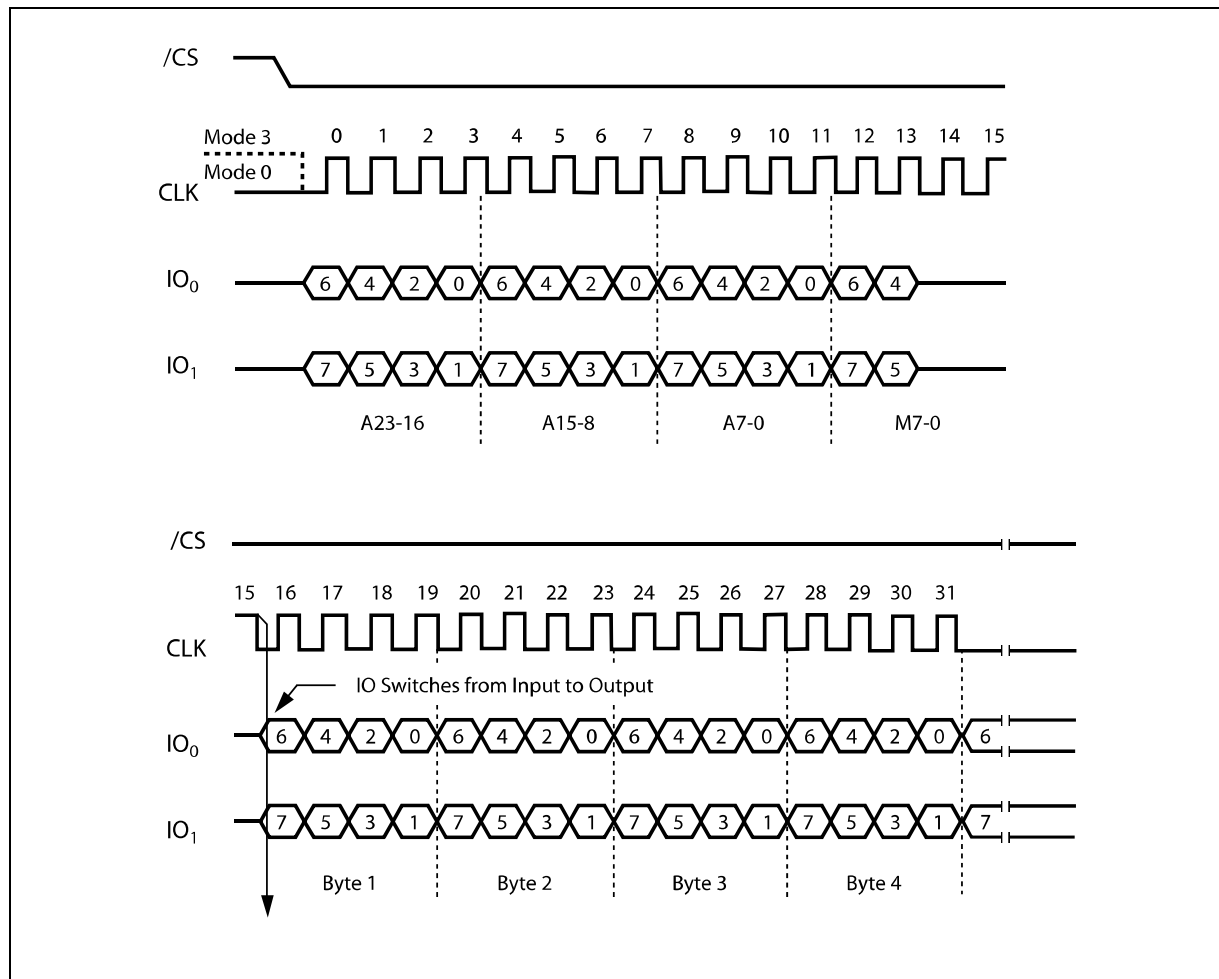 /CS
Mode 3
0 1 2 3 4 5 6 7 8 9 10 11 12 13 14 15
Mode 0
CLK
IO0 6 4 2 0 6 4 2 0 6 4 2 0 6 4
IO1 7 5 3 1 7 5 3 1 7 5 3 1 7 5
A23-16 A15-8 A7-0 M7-0
/CS
15 16 17 18 19 20 21 22 23 24 25 26 27 28 29 30 31
CLK
IO Switches from Input to Output
IO0 6 4 2 0 6 4 2 0 6 4 2 0 6 4 2 0 6
IO1 7 5 3 1 7 5 3 1 7 5 3 1 7 5 3 1 7
Byte 1 Byte 2 Byte 3 Byte 4